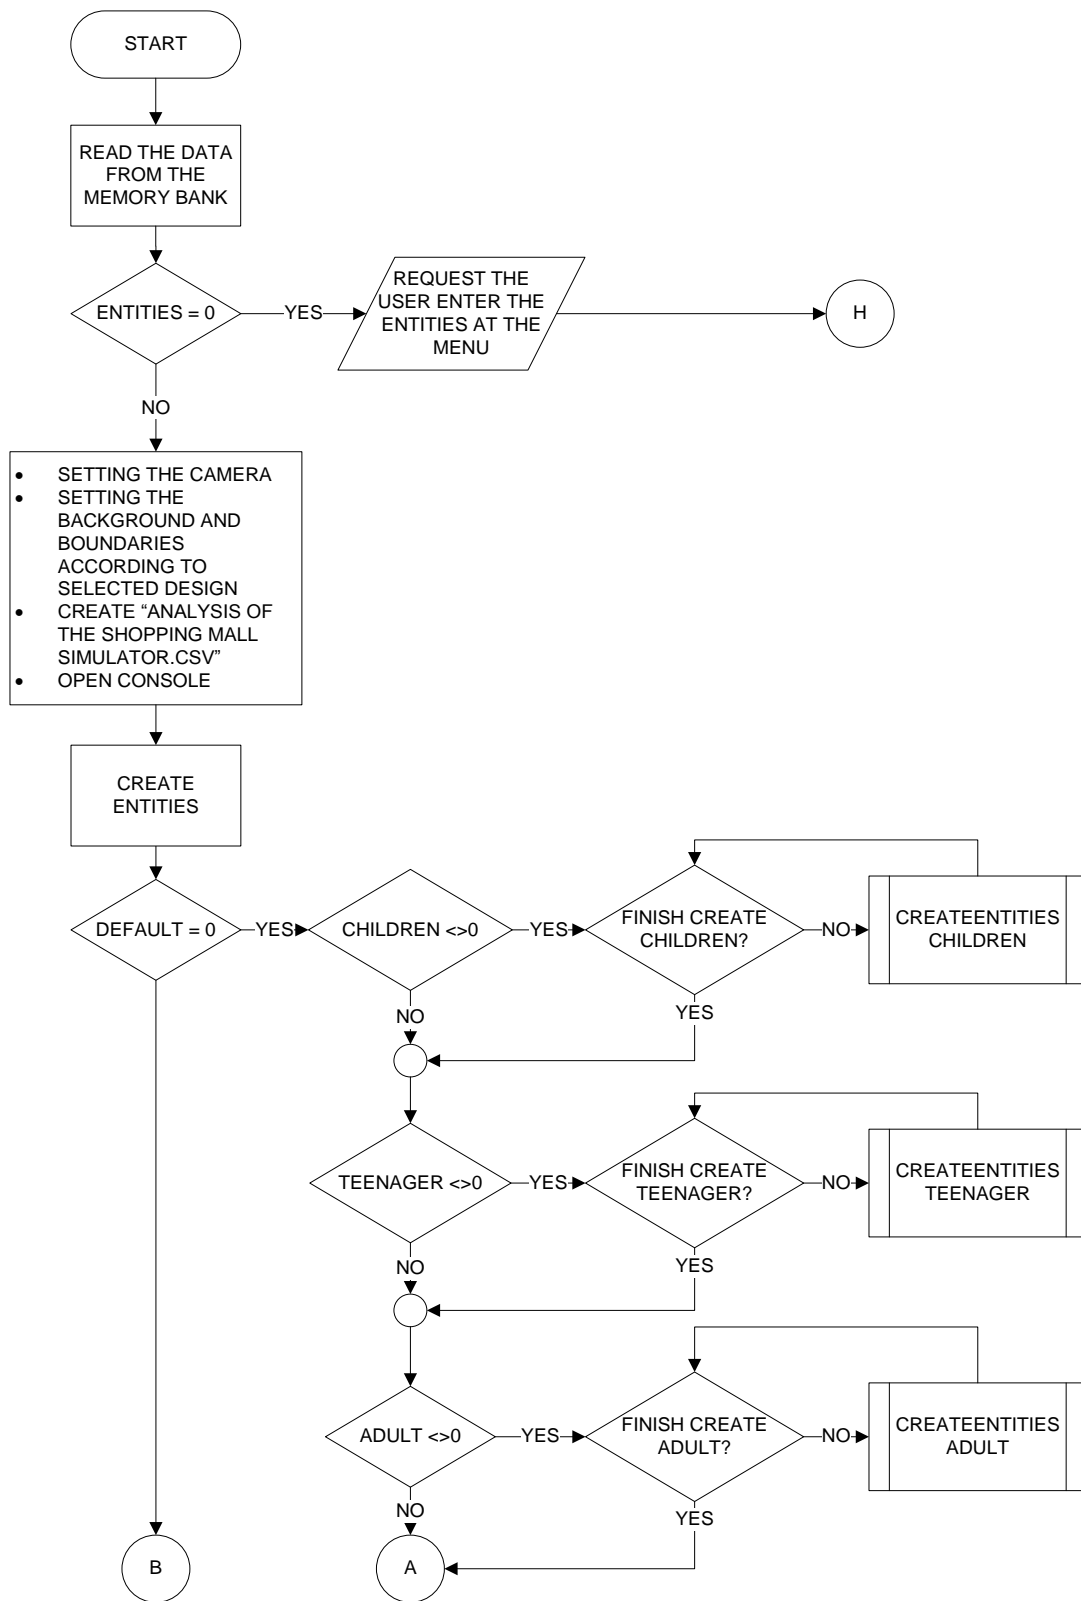 START
READ THE DATA
FROM THE
MEMORY BANK
ENTITIES = 0
YES
REQUEST THE
USER ENTER THE
ENTITIES AT THE
MENU
H
NO
• SETTING THE CAMERA
• SETTING THE
BACKGROUND AND
BOUNDARIES
ACCORDING TO
SELECTED DESIGN
• CREATE “ANALYSIS OF
THE SHOPPING MALL
SIMULATOR.CSV”
• OPEN CONSOLE
CREATE
ENTITIES
DEFAULT = 0
YES
CHILDREN <>0
YES
FINISH CREATE
CHILDREN?
NO
CREATEENTITIES
CHILDREN
NO
YES
TEENAGER <>0
YES
FINISH CREATE
TEENAGER?
NO
CREATEENTITIES
TEENAGER
NO
YES
ADULT <>0
YES
FINISH CREATE
ADULT?
NO
CREATEENTITIES
ADULT
NO
YES
B
A